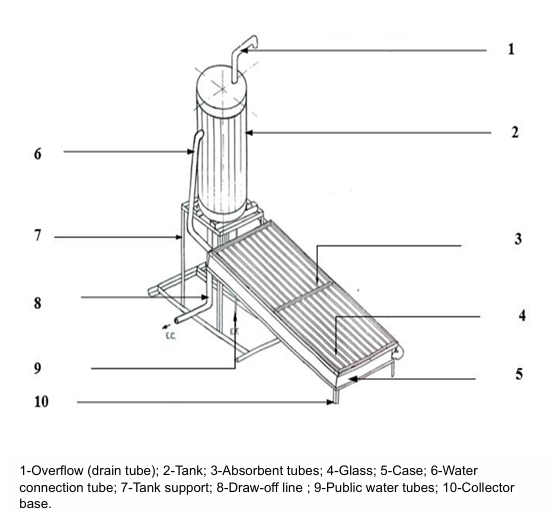 1
2
6
7
3
8
4
E.C.
E.F.
9
5
10
1-Overflow (drain tube); 2-Tank; 3-Absorbent tubes; 4-Glass; 5-Case; 6-Water
connection tube; 7-Tank support; 8-Draw-off line ; 9-Public water tubes; 10-Collector
base.